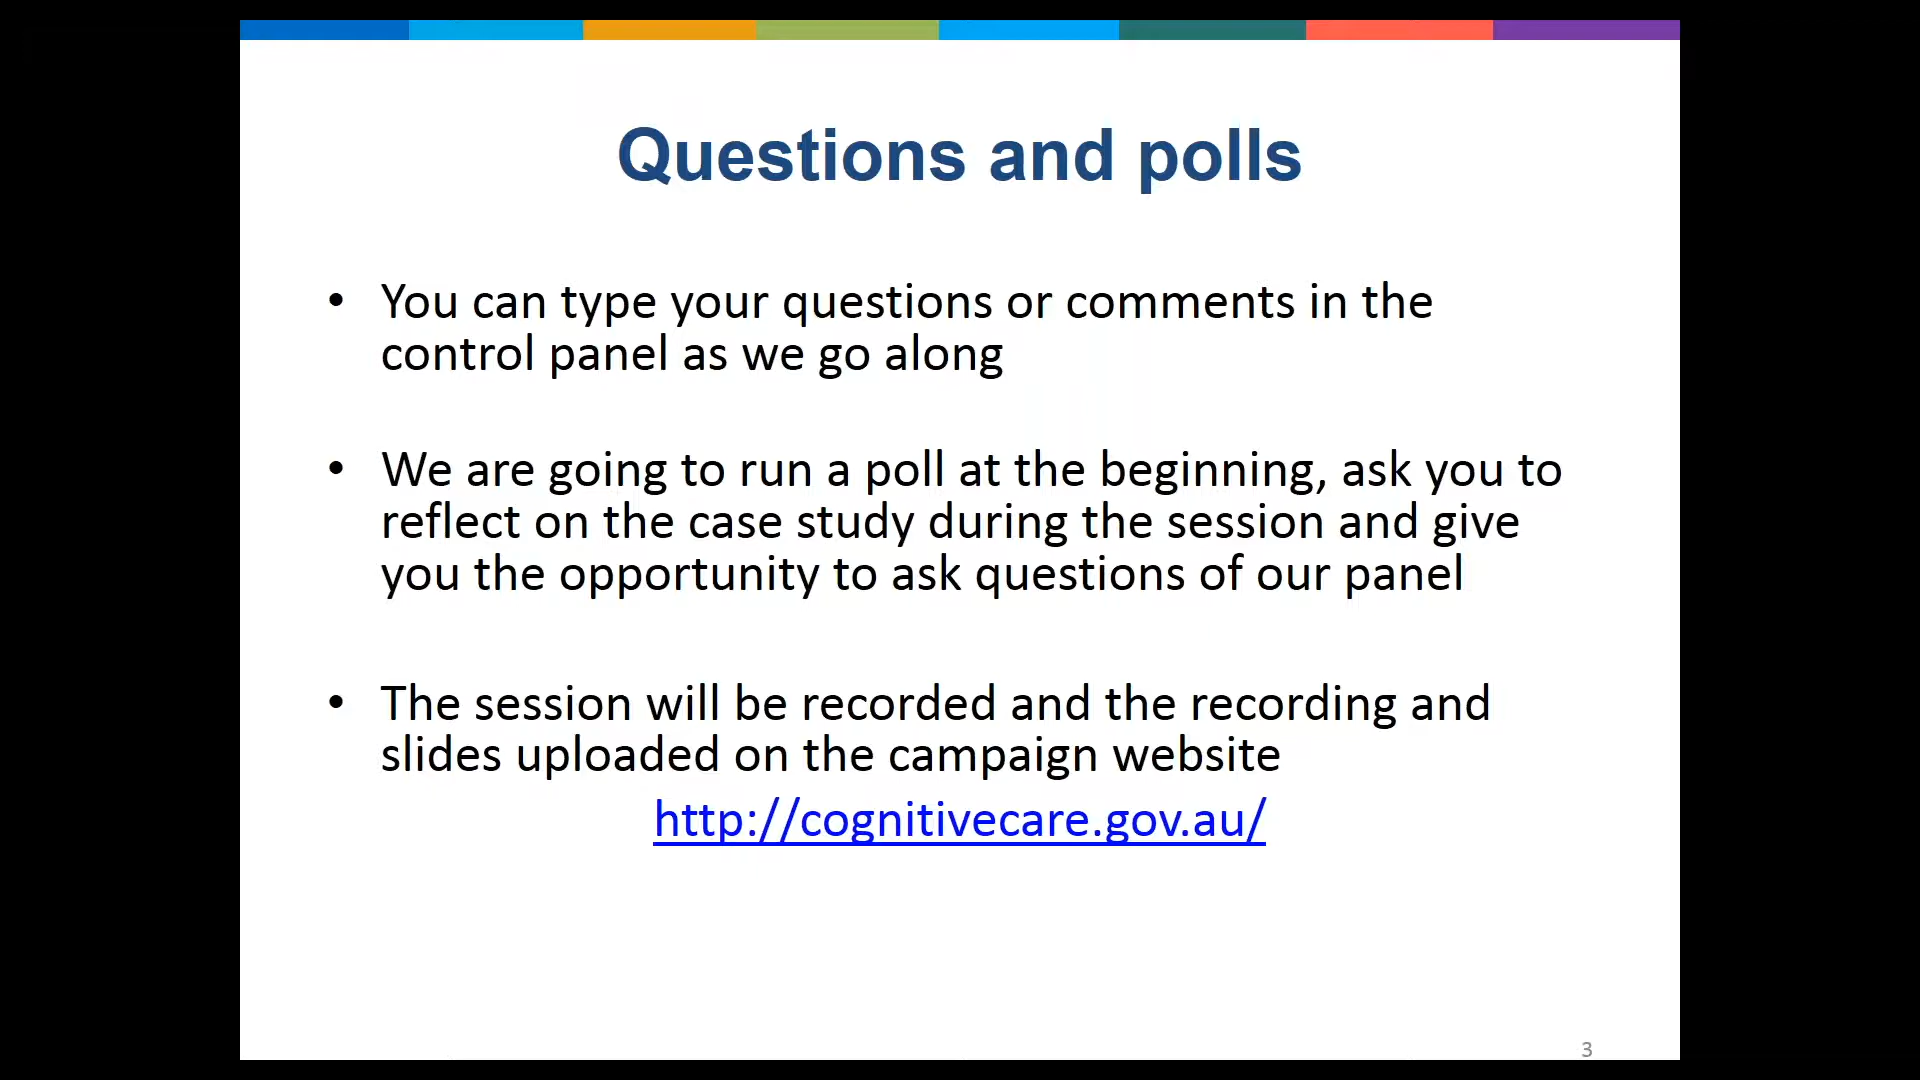 Questions and polls
• You can type your questions or comments in the
control panel as we go along
• We are going to run a poll at the beginning, ask you to
reflect on the case study during the session and give
you the opportunity to ask questions of our panel
• The session will be recorded and the recording and
slides uploaded on the campaign website
http://cognitivecare.gov.au/
3